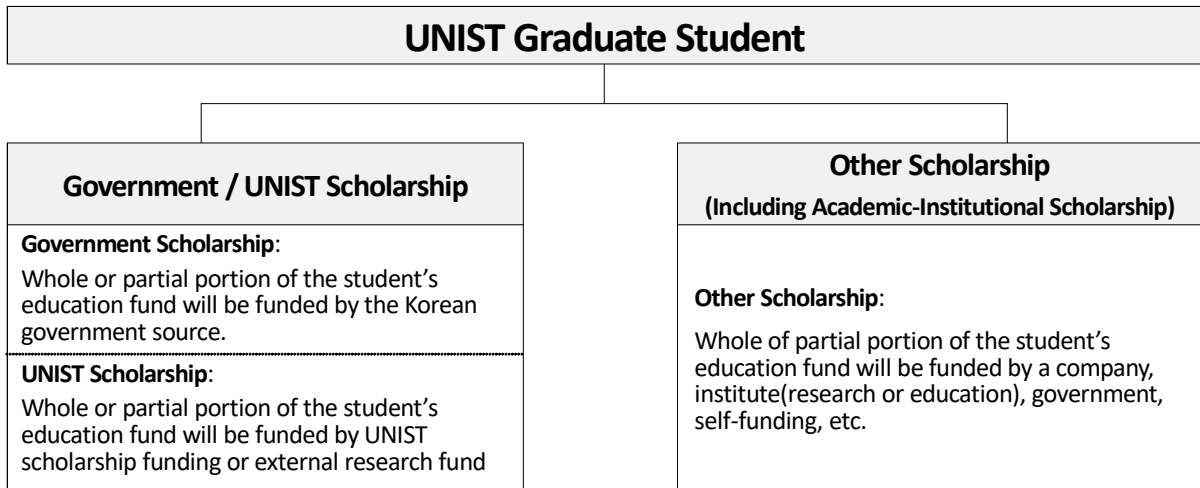 UNIST Graduate Student
Government / UNIST Scholarship
Government Scholarship:
Whole or partial portion of the student's
education fund will be funded by the Korean
government source.
UNIST Scholarship:
Whole or partial portion of the student's
education fund will be funded by UNIST
scholarship funding or external research fund
Other Scholarship
(Including Academic-Institutional Scholarship)
Other Scholarship:
Whole of partial portion of the student's
education fund will be funded by a company,
institute(research or education), government,
self-funding, etc.